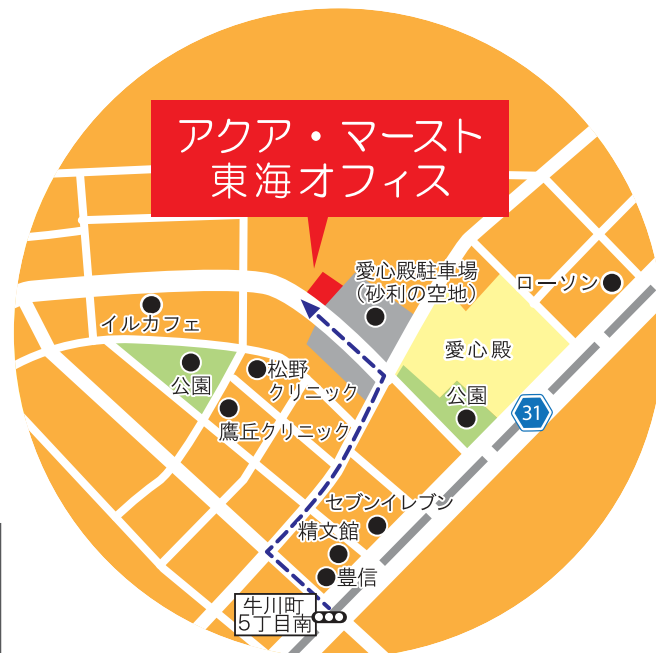 アクア・マースト
東海オフィス
愛心殿駐車場
(砂利の空地)
ローソン
イルカフェ
愛心殿
公園
松野
クリニック
公園
31
鷹丘クリニック
セブンイレブン
精文館
豊信
牛川町
5丁目南